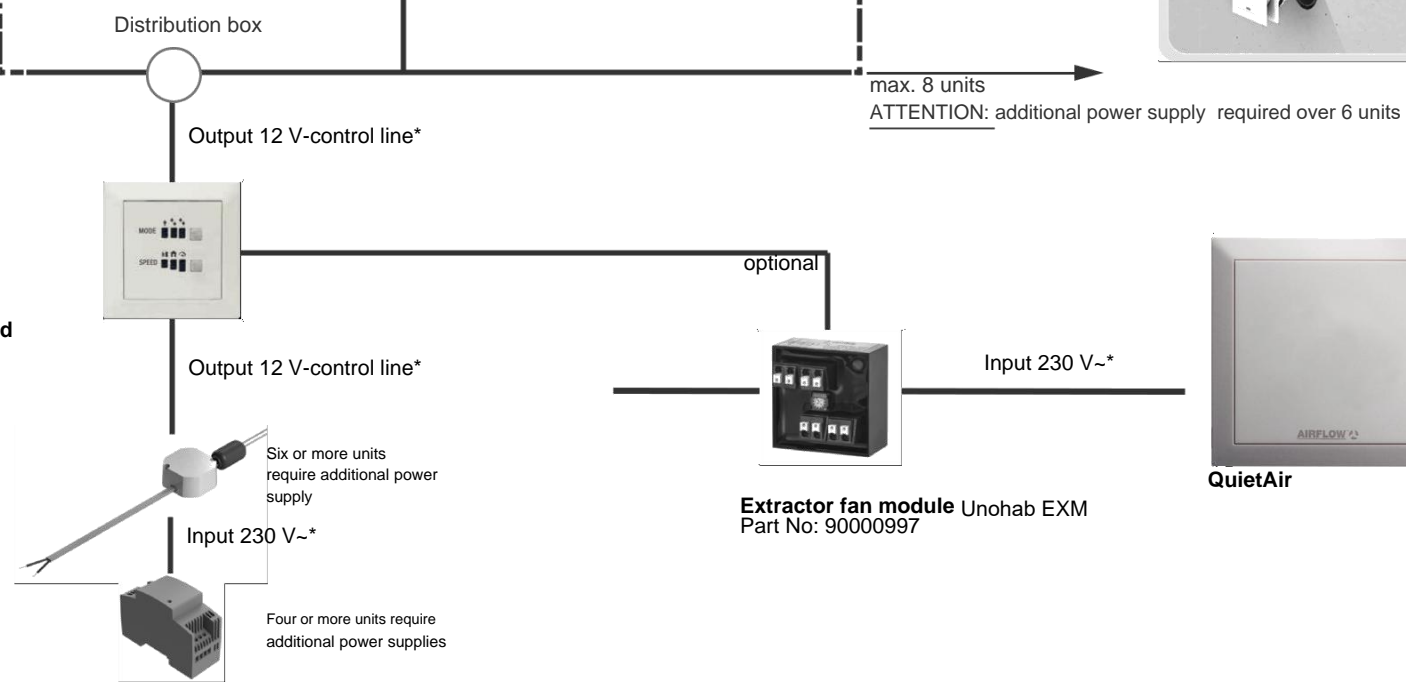 Distribution box
max. 8 units
ATTENTION: additional power supply required over 6 units
Output 12 V-control line*
MODE
SPEED
optional
d
Output 12 V-control line*
Input 230 V~*
Six or more units
require additional power
supply
AIRFLOW
QuietAir
Extractor fan module Unohab EXM
Part No: 90000997
Input 230 V~*
Four or more units require
additional power supplies